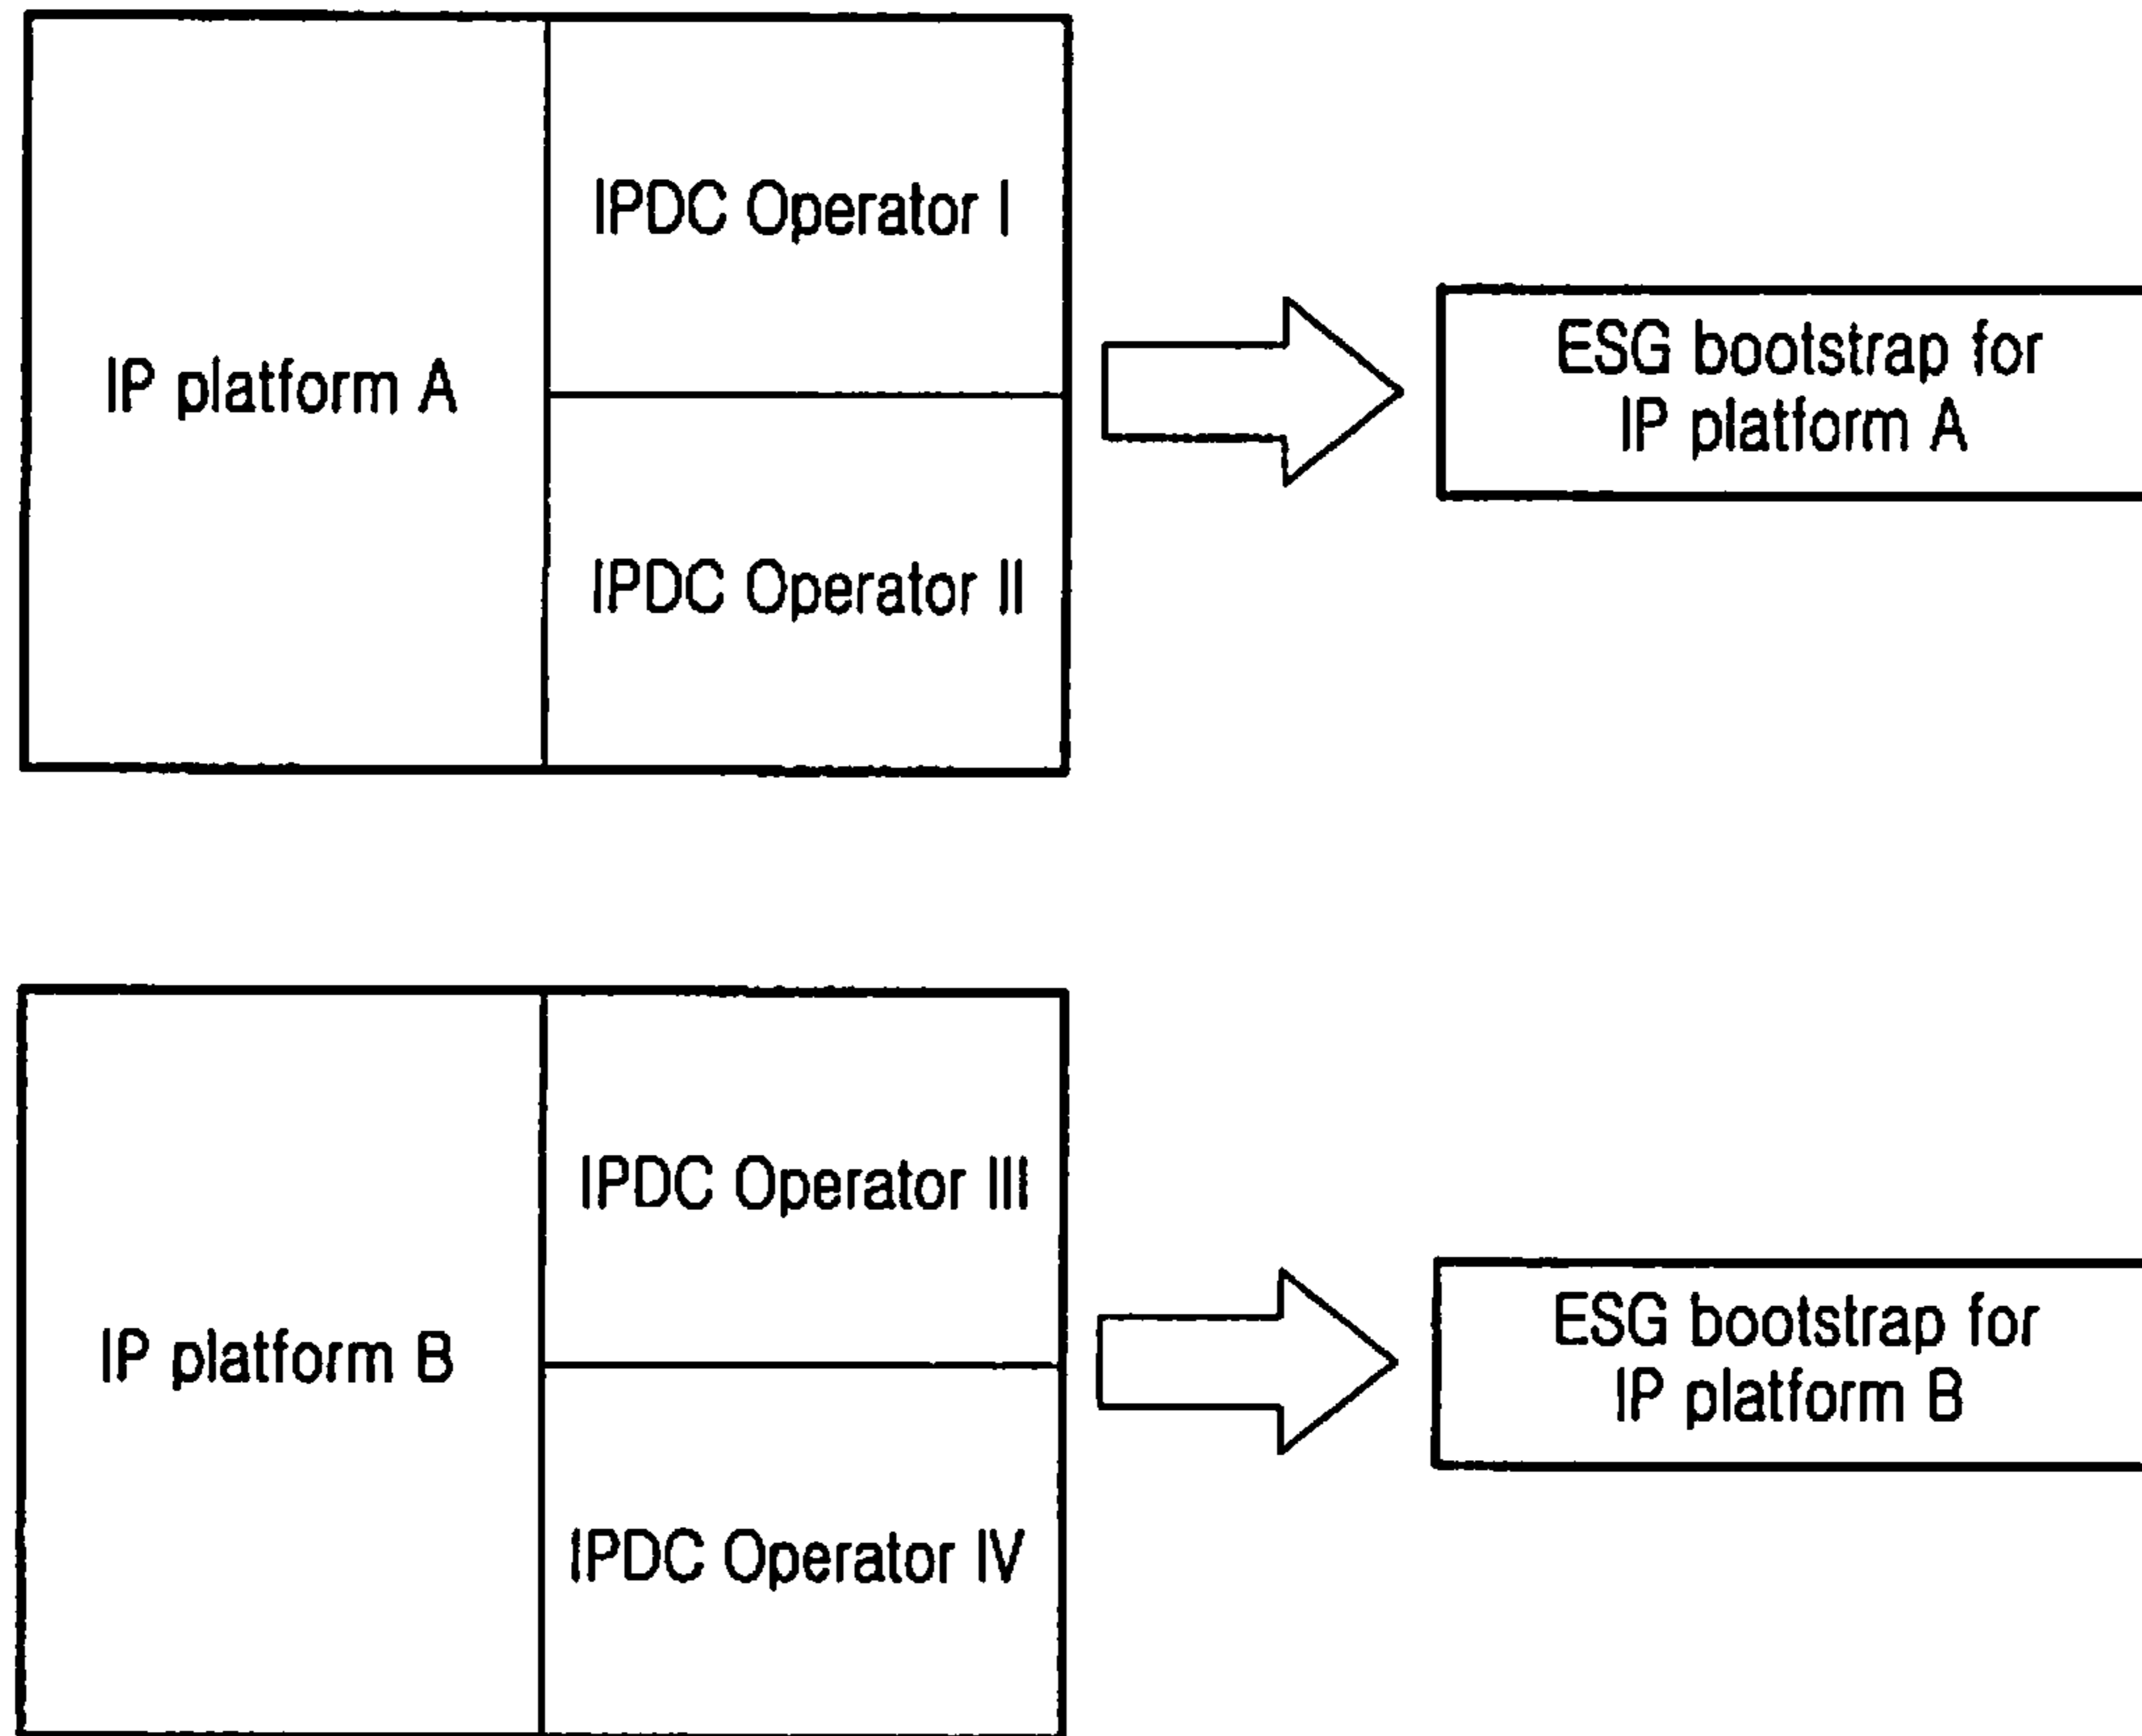 IP platform A
IPDC Operator I
IPDC Operator II
ESG bootstrap for
IP platform A
IP platform B
IPDC Operator III
IPDC Operator IV
ESG bootstrap for
IP platform B